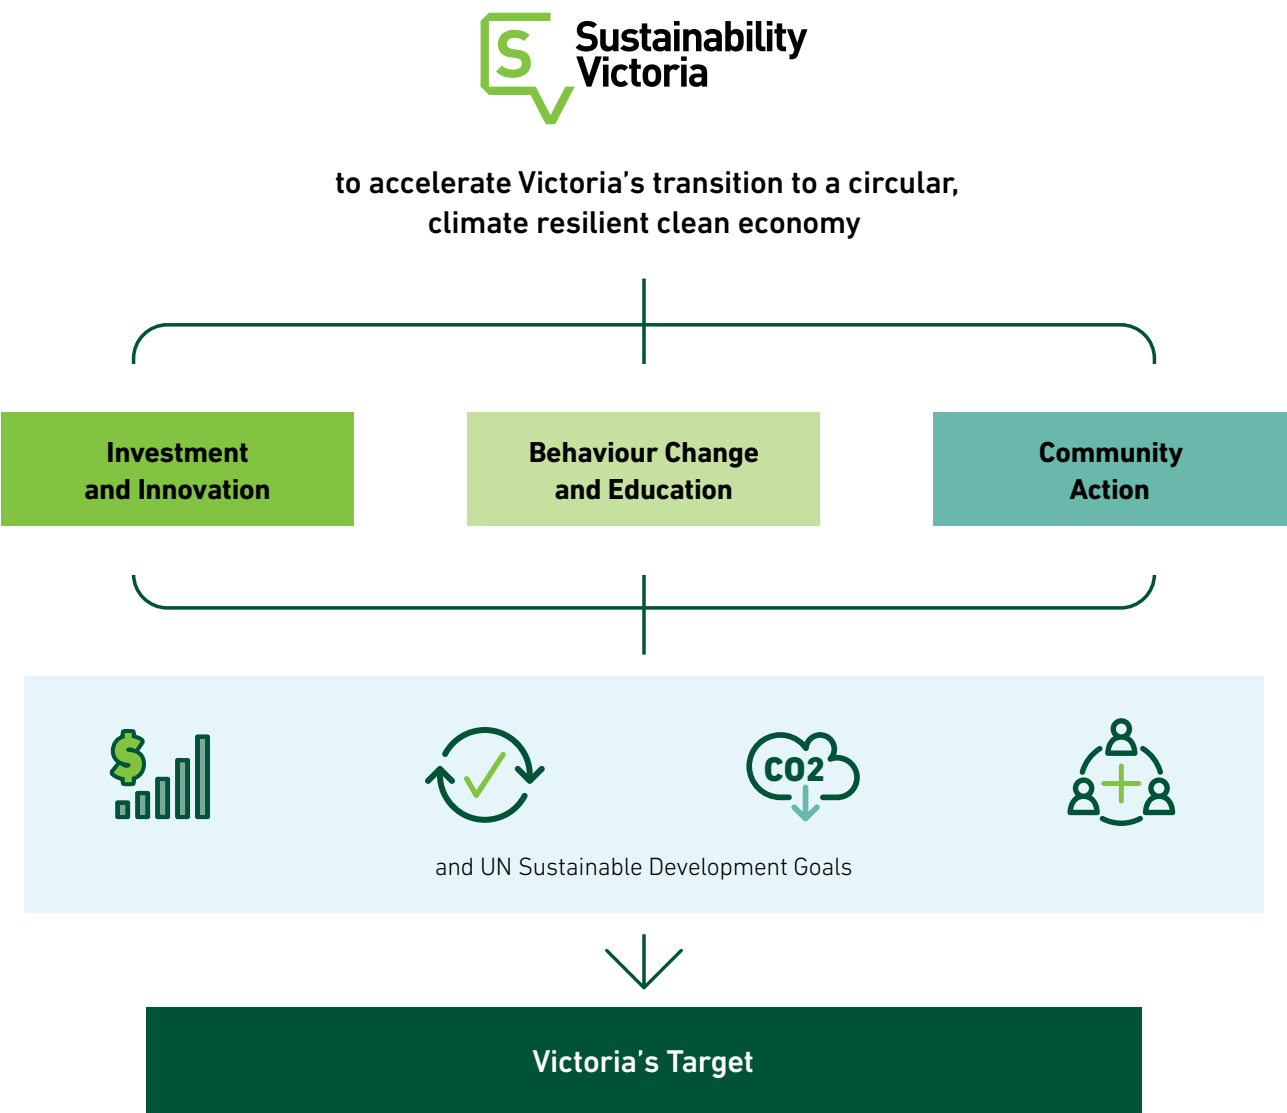 S
Sustainability
Victoria
to accelerate Victoria’s transition to a circular,
climate resilient clean economy
Investment
and Innovation
Behaviour Change
and Education
Community
Action
$
CO2
and UN Sustainable Development Goals
Victoria’s Target